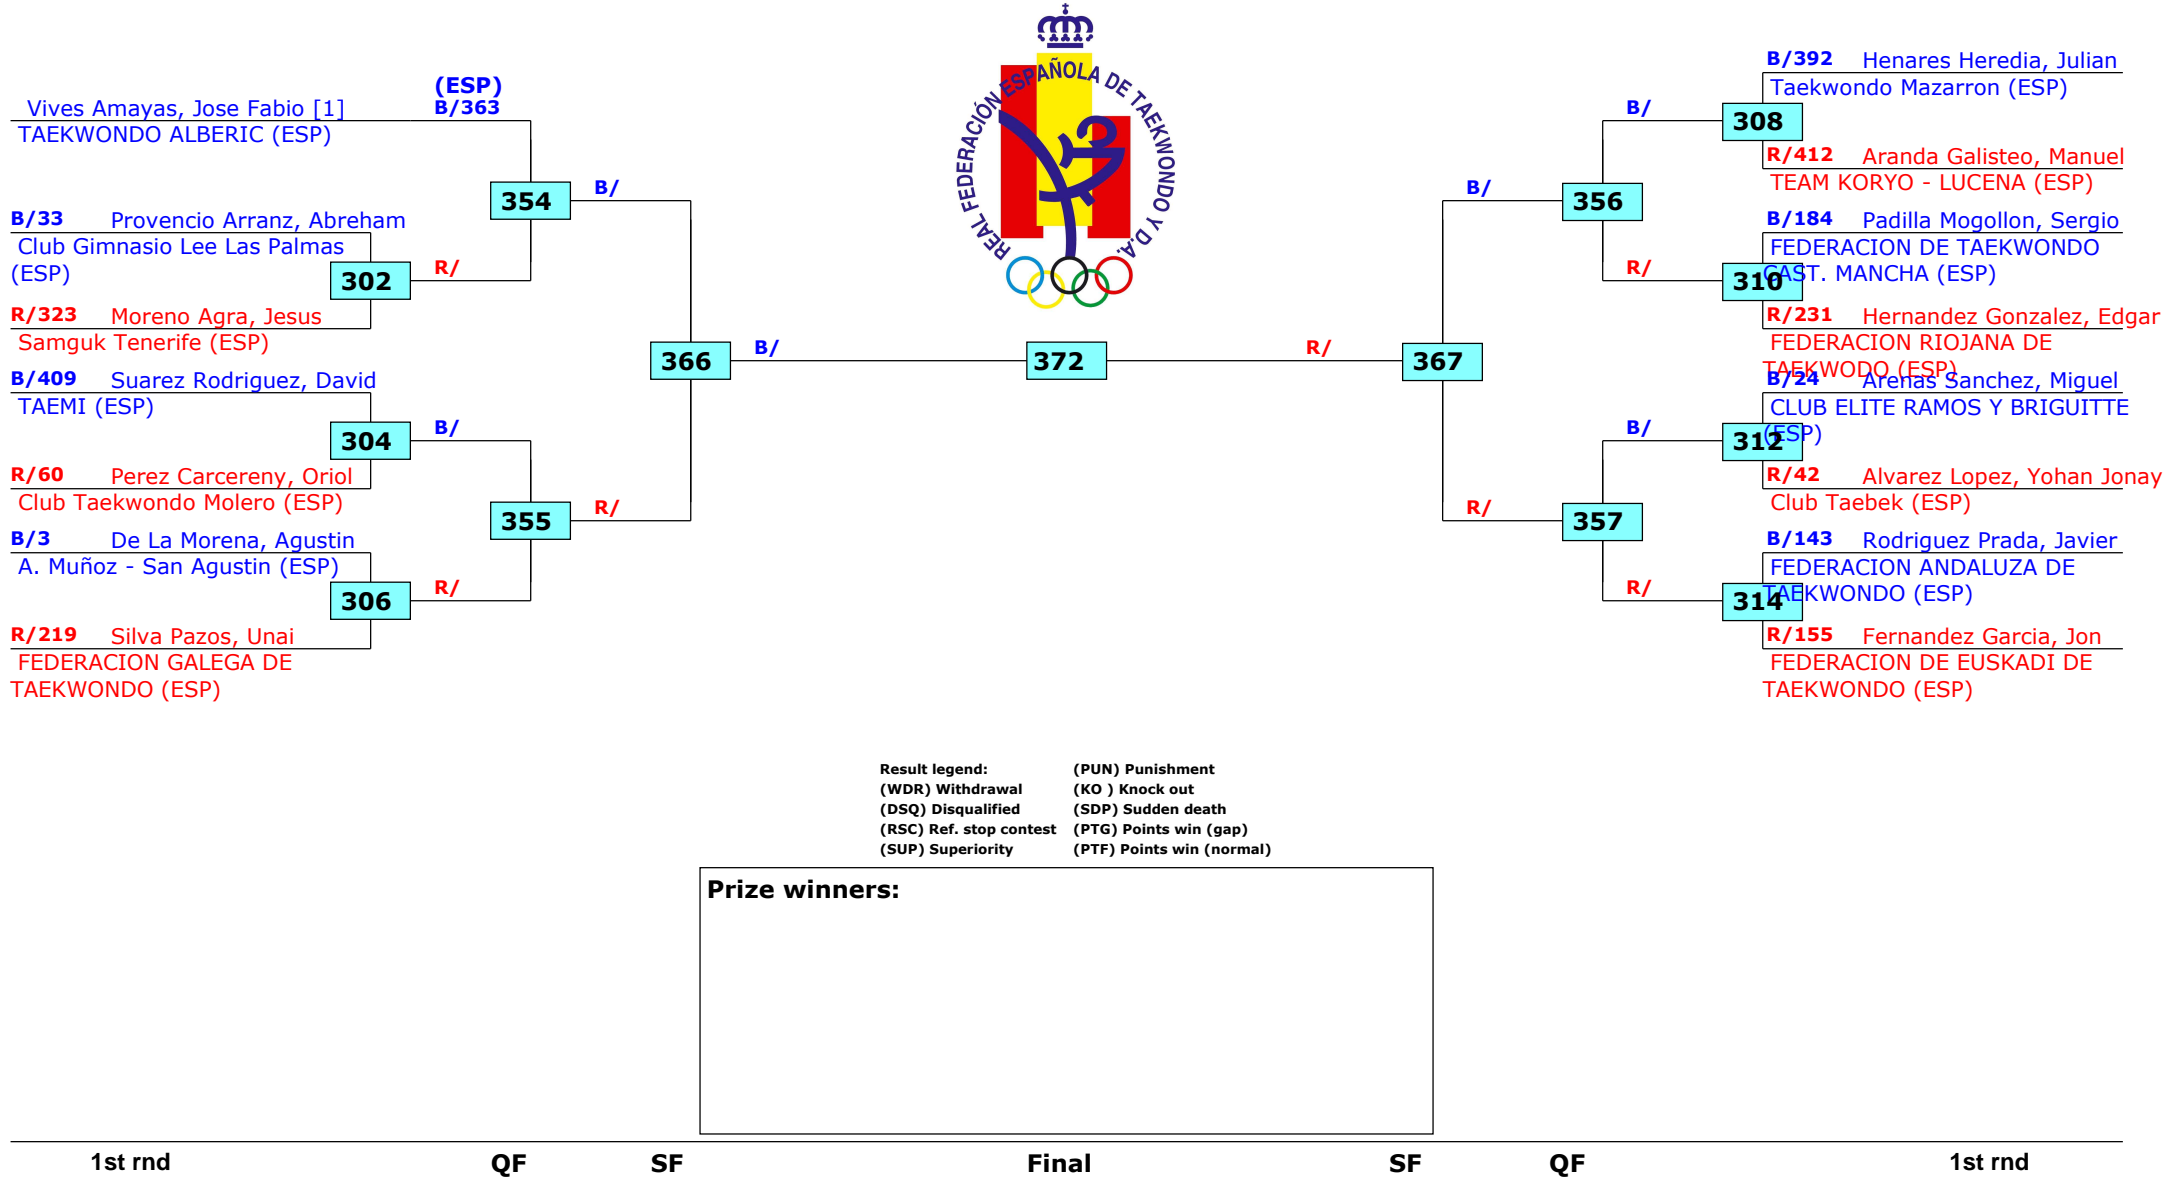 REAL FEDERACIÓN ESPAÑOLA DE TAEKWONDO Y D.A.
(ESP)
Vives Amayas, Jose Fabio [1] B/363
TAEKWONDO ALBERIC (ESP)
354
B/
B/33 Provencio Arranz, Abreham
Club Gimnasio Lee Las Palmas
(ESP)
302
R/
R/323 Moreno Agra, Jesus
Samguk Tenerife (ESP)
366
B/
B/409 Suarez Rodriguez, David
TAEMI (ESP)
304
B/
R/60 Perez Carcereny, Oriol
Club Taekwondo Molero (ESP)
355
R/
B/3 De La Morena, Agustin
A. Muñoz - San Agustin (ESP)
306
R/
R/219 Silva Pazos, Unai
FEDERACION GALEGA DE
TAEKWONDO (ESP)
372
B/392 Henares Heredia, Julian
Taekwondo Mazarron (ESP)
B/
308
R/412 Aranda Galisteo, Manuel
TEAM KORYO - LUCENA (ESP)
B/
356
B/184 Padilla Mogollon, Sergio
FEDERACION DE TAEKWONDO
CAST. MANCHA (ESP)
R/
310
R/231 Hernandez Gonzalez, Edgar
FEDERACION RIOJANA DE
TAEKWODO (ESP)
R/
367
B/24 Arenas Sanchez, Miguel
CLUB ELITE RAMOS Y BRIGUITTE
(ESP)
B/
312
R/42 Alvarez Lopez, Yohan Jonay
Club Taebek (ESP)
R/
357
B/143 Rodriguez Prada, Javier
FEDERACION ANDALUZA DE
TAEKWONDO (ESP)
R/
314
R/155 Fernandez Garcia, Jon
FEDERACION DE EUSKADI DE
TAEKWONDO (ESP)
Result legend: (PUN) Punishment
(WDR) Withdrawal (KO ) Knock out
(DSQ) Disqualified (SDP) Sudden death
(RSC) Ref. stop contest (PTG) Points win (gap)
(SUP) Superiority (PTF) Points win (normal)
Prize winners:
1st rnd QF SF Final SF QF 1st rnd